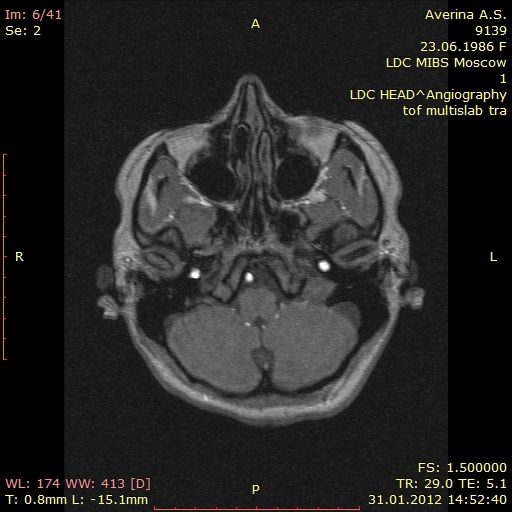 Im: 6/41
Se: 2
A
Averina A.S.
9139
23.06.1986 F
LDC MIBS Moscow
1
LDC HEAD^Angiography
tof multislab tra
R
L
WL: 174 WW: 413 [D]
T: 0.8mm L: -15.1mm
P
FS: 1.500000
TR: 29.0 TE: 5.1
31.01.2012 14:52:40